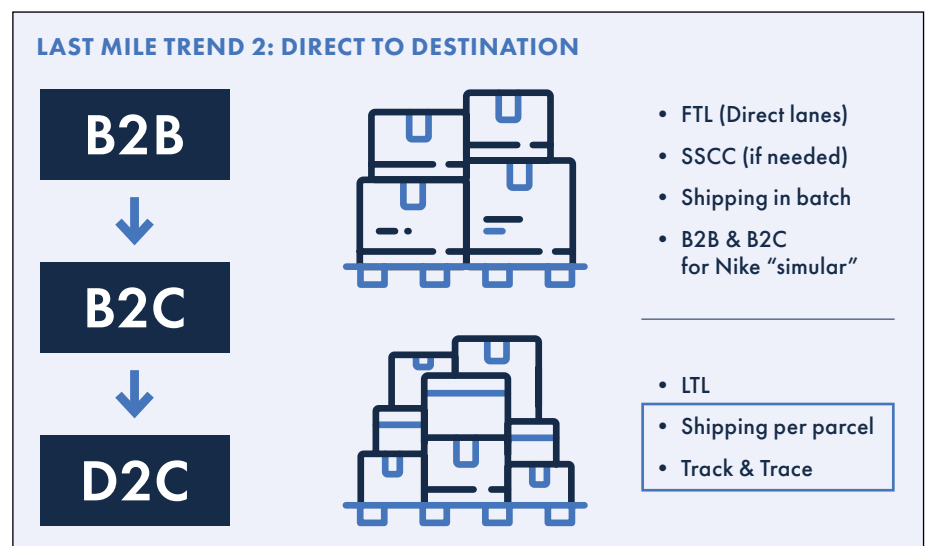 LAST MILE TREND 2: DIRECT TO DESTINATION
B2B
B2C
D2C
• FTL (Direct lanes)
• SSCC (if needed)
• Shipping in batch
• B2B & B2C
for Nike “simular”
• LTL
• Shipping per parcel
• Track & Trace